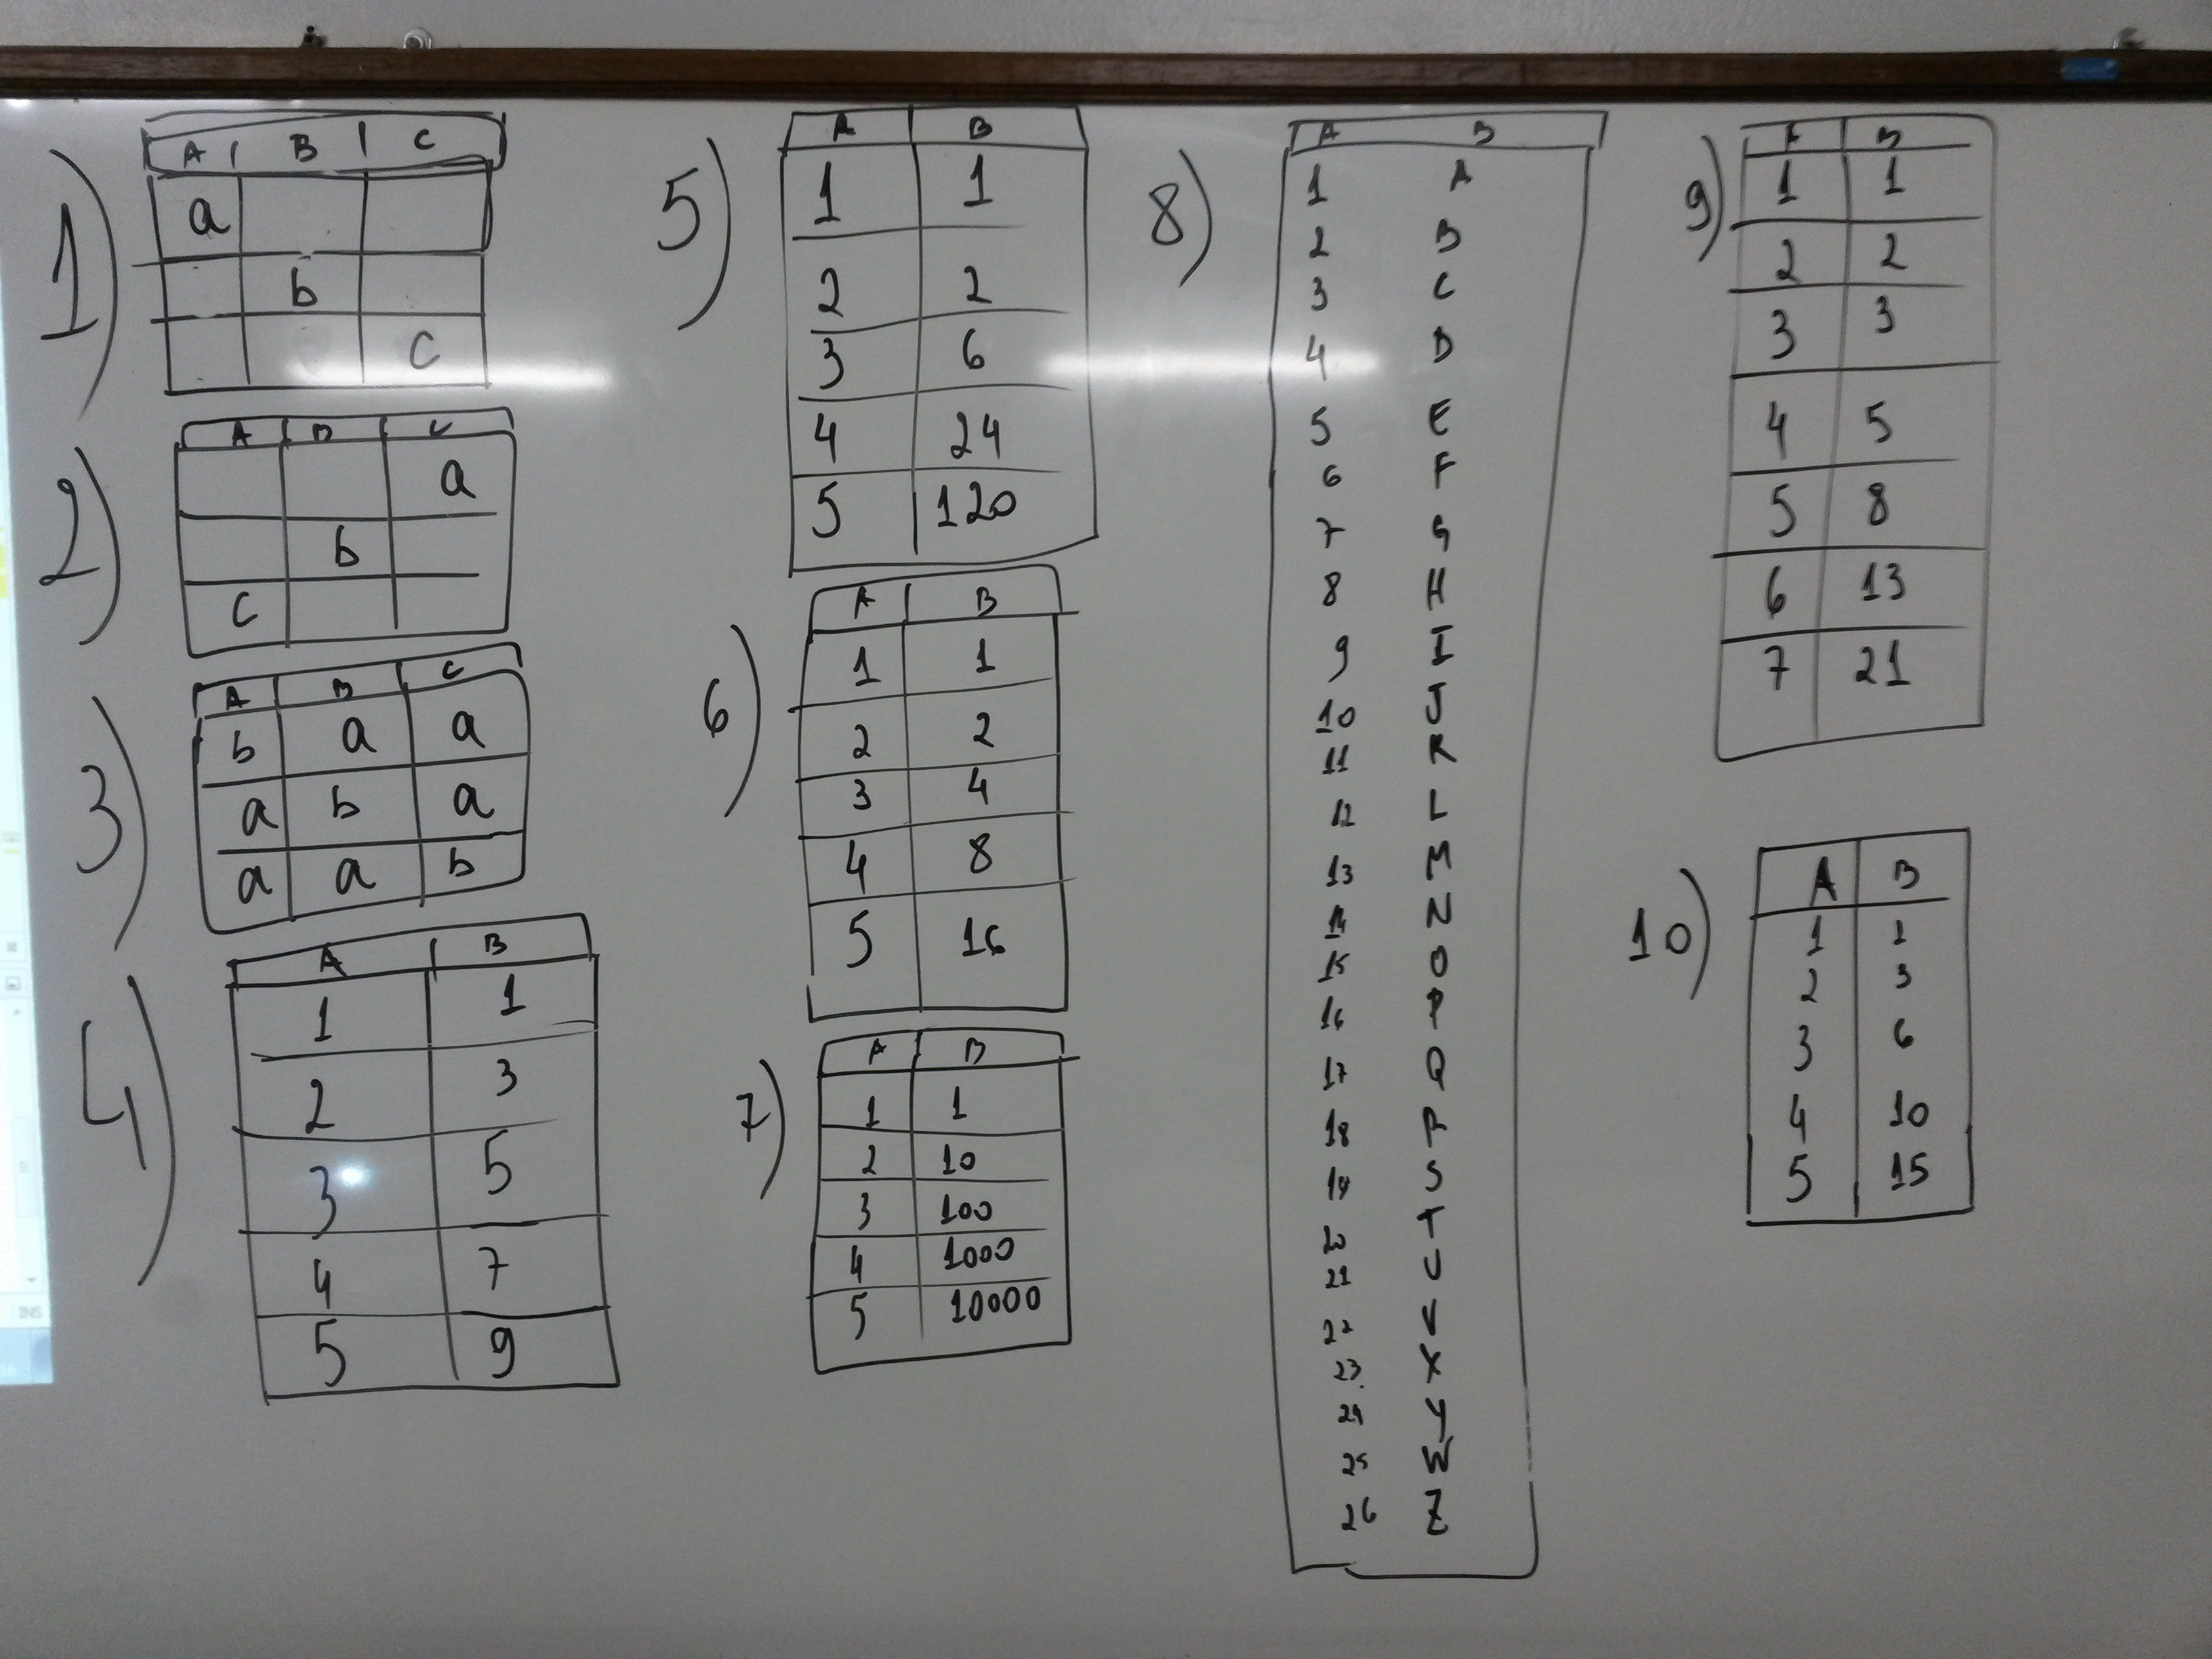 1)
A | B | C
a
b
c
2)
A B C
a
b
c
3)
A B C
b a a
a b a
a a b
4)
A B
1 1
2 3
3 5
4 7
5 9
5)
A B
1 1
2 2
3 6
4 24
5 120
6)
A B
1 1
2 2
3 4
4 8
5 16
7)
A B
1 1
2 10
3 100
4 1000
5 10000
8)
A B
1 A
2 B
3 C
4 D
5 E
6 F
7 G
8 H
9 I
10 J
11 K
12 L
13 M
14 N
15 O
16 P
17 Q
18 R
19 S
20 T
21 U
22 V
23 X
24 Y
25 W
26 Z
9)
A B
1 1
2 2
3 3
4 5
5 8
6 13
7 21
10)
A B
1 1
2 3
3 6
4 10
5 15
INS